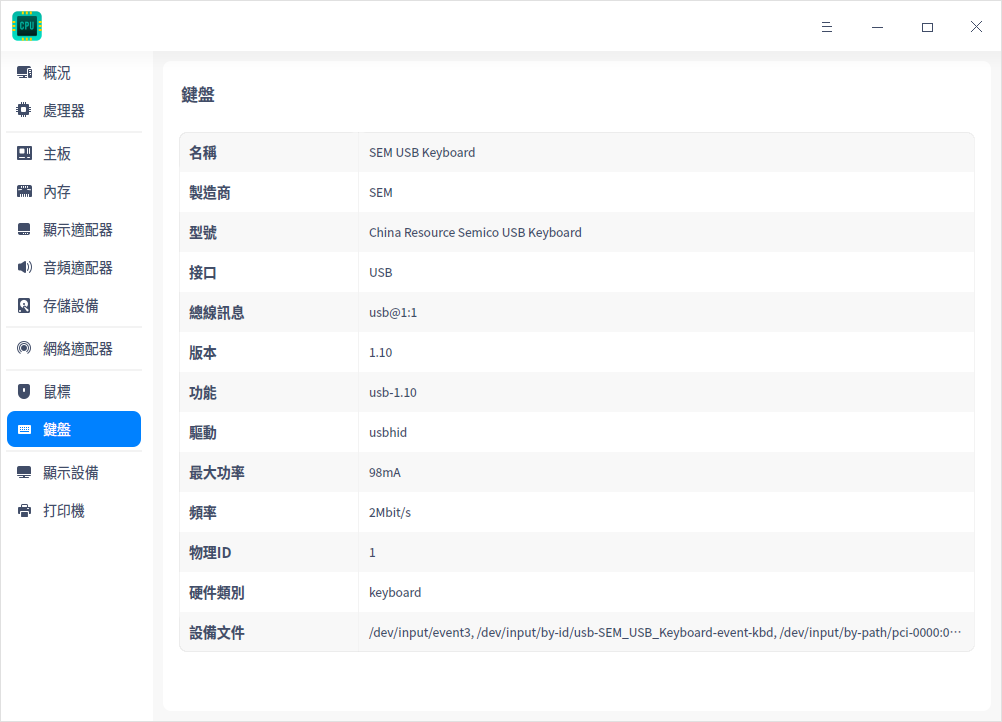 CPU
概況
處理器
主板
內存
顯示適配器
音頻適配器
存儲設備
網絡適配器
鼠標
鍵盤
顯示設備
打印機
鍵盤
名稱 SEM USB Keyboard
製造商 SEM
型號 China Resource Semico USB Keyboard
接口 USB
總線訊息 usb@1:1
版本 1.10
功能 usb-1.10
驅動 usbhid
最大功率 98mA
頻率 2Mbit/s
物理ID 1
硬件類別 keyboard
設備文件 /dev/input/event3, /dev/input/by-id/usb-SEM_USB_Keyboard-event-kbd, /dev/input/by-path/pci-0000:0⋯